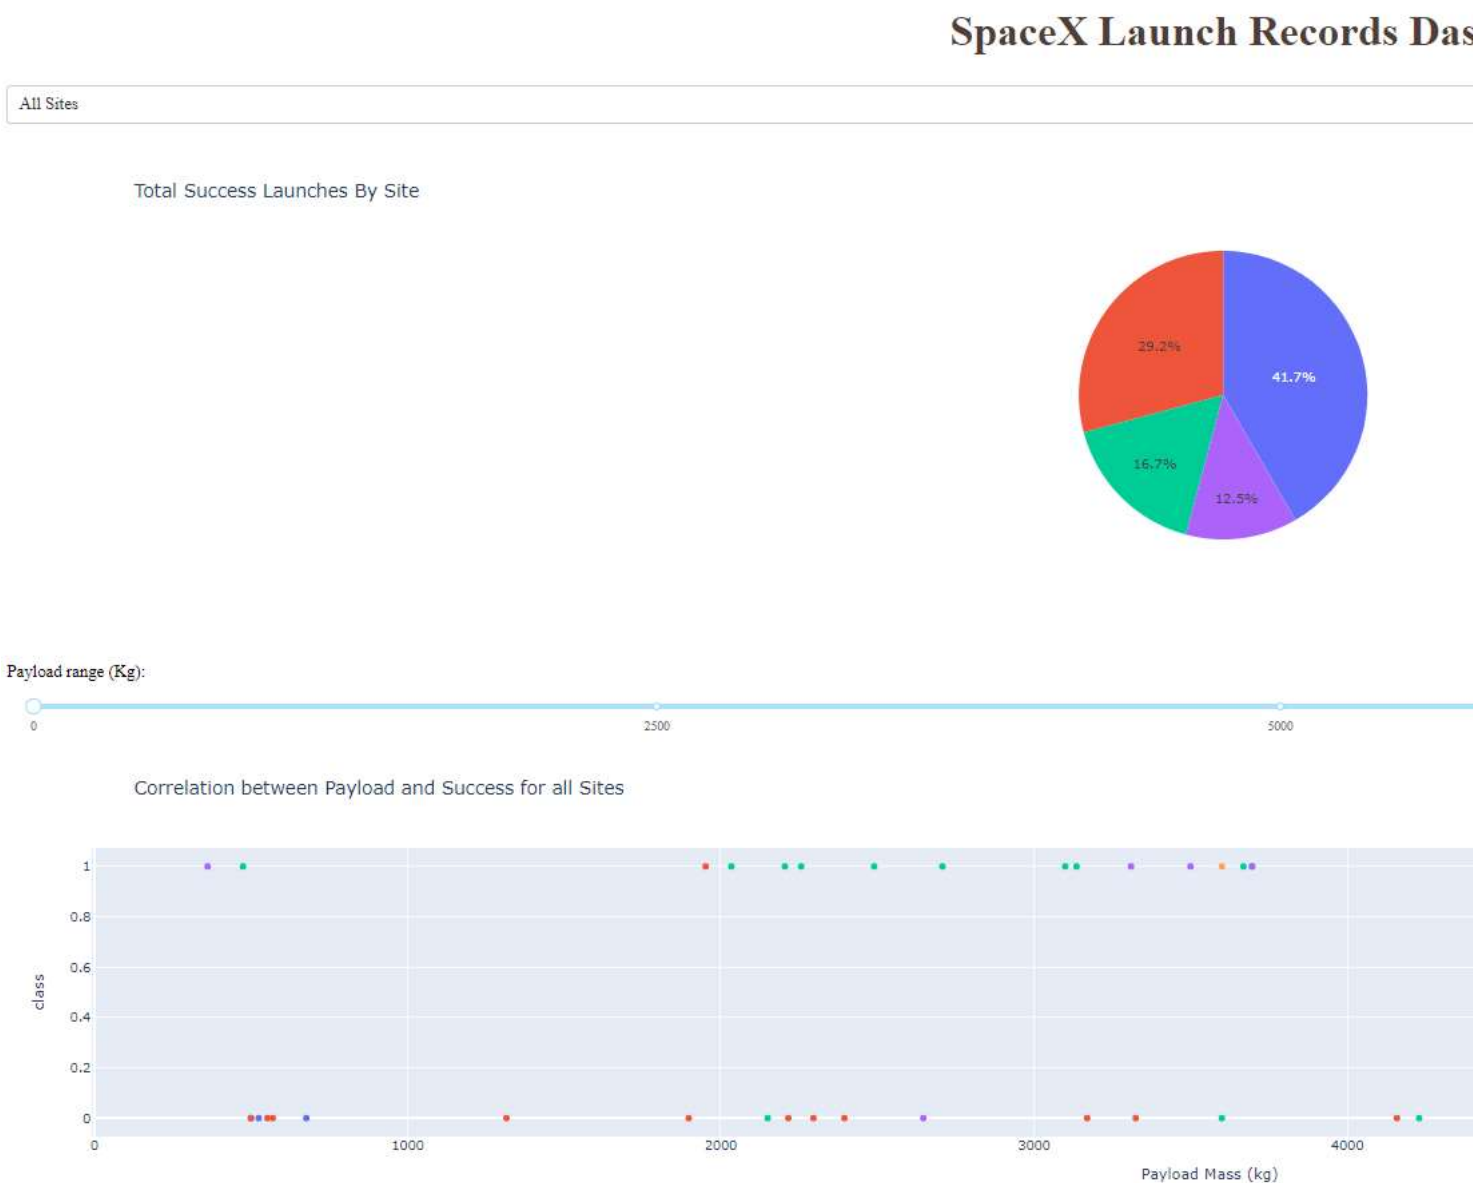 SpaceX Launch Records Das
All Sites
Total Success Launches By Site
29.2%
41.7%
16.7%
12.5%
Payload range (Kg):
0
2500
5000
Correlation between Payload and Success for all Sites
1
0.8
0.6
class
0.4
0.2
0
0
1000
2000
3000
4000
Payload Mass (kg)